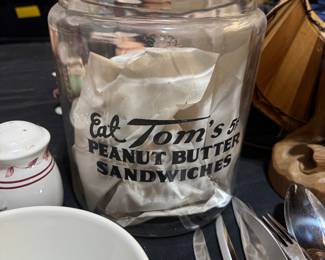 Eat Tom's 5¢
PEANUT BUTTER
SANDWICHES